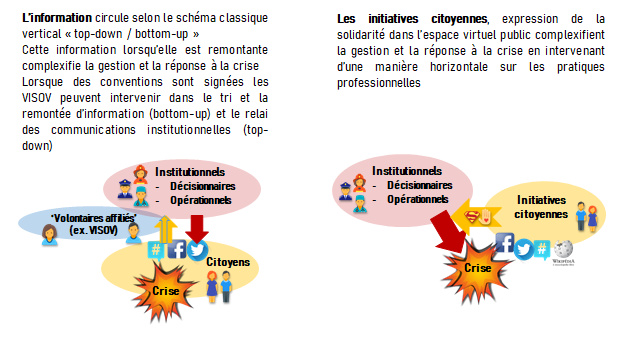 L'information circule selon le schéma classique
vertical « top-down / bottom-up »
Cette information lorsqu'elle est remontante
complexifie la gestion et la réponse à la crise
Lorsque des conventions sont signées les
VISOV peuvent intervenir dans le tri et la
remontée d'information (bottom-up) et le relai
des communications institutionnelles (top-
down)
Institutionnels
- Décisionnaires
- Opérationnels
'Volontaires affiliés'
(ex. VISOV)
#
f
Citoyens
Crise
Les initiatives citoyennes, expression de la
solidarité dans l'espace virtuel public complexifient
la gestion et la réponse à la crise en intervenant
d'une manière horizontale sur les pratiques
professionnelles
Institutionnels
- Décisionnaires
- Opérationnels
Initiatives
citoyennes
S
f
#
WIKIPEDIA
Crise